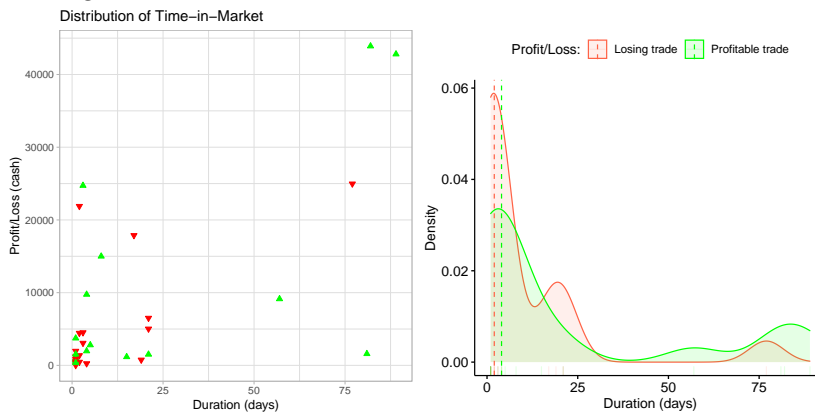 Distribution of Time-in-Market
Profit/Loss (cash)
40000
30000
20000
10000
0
0
25
50
75
Duration (days)
Profit/Loss:
Losing trade
Profitable trade
Density
0.06
0.04
0.02
0.00
0
25
50
75
Duration (days)